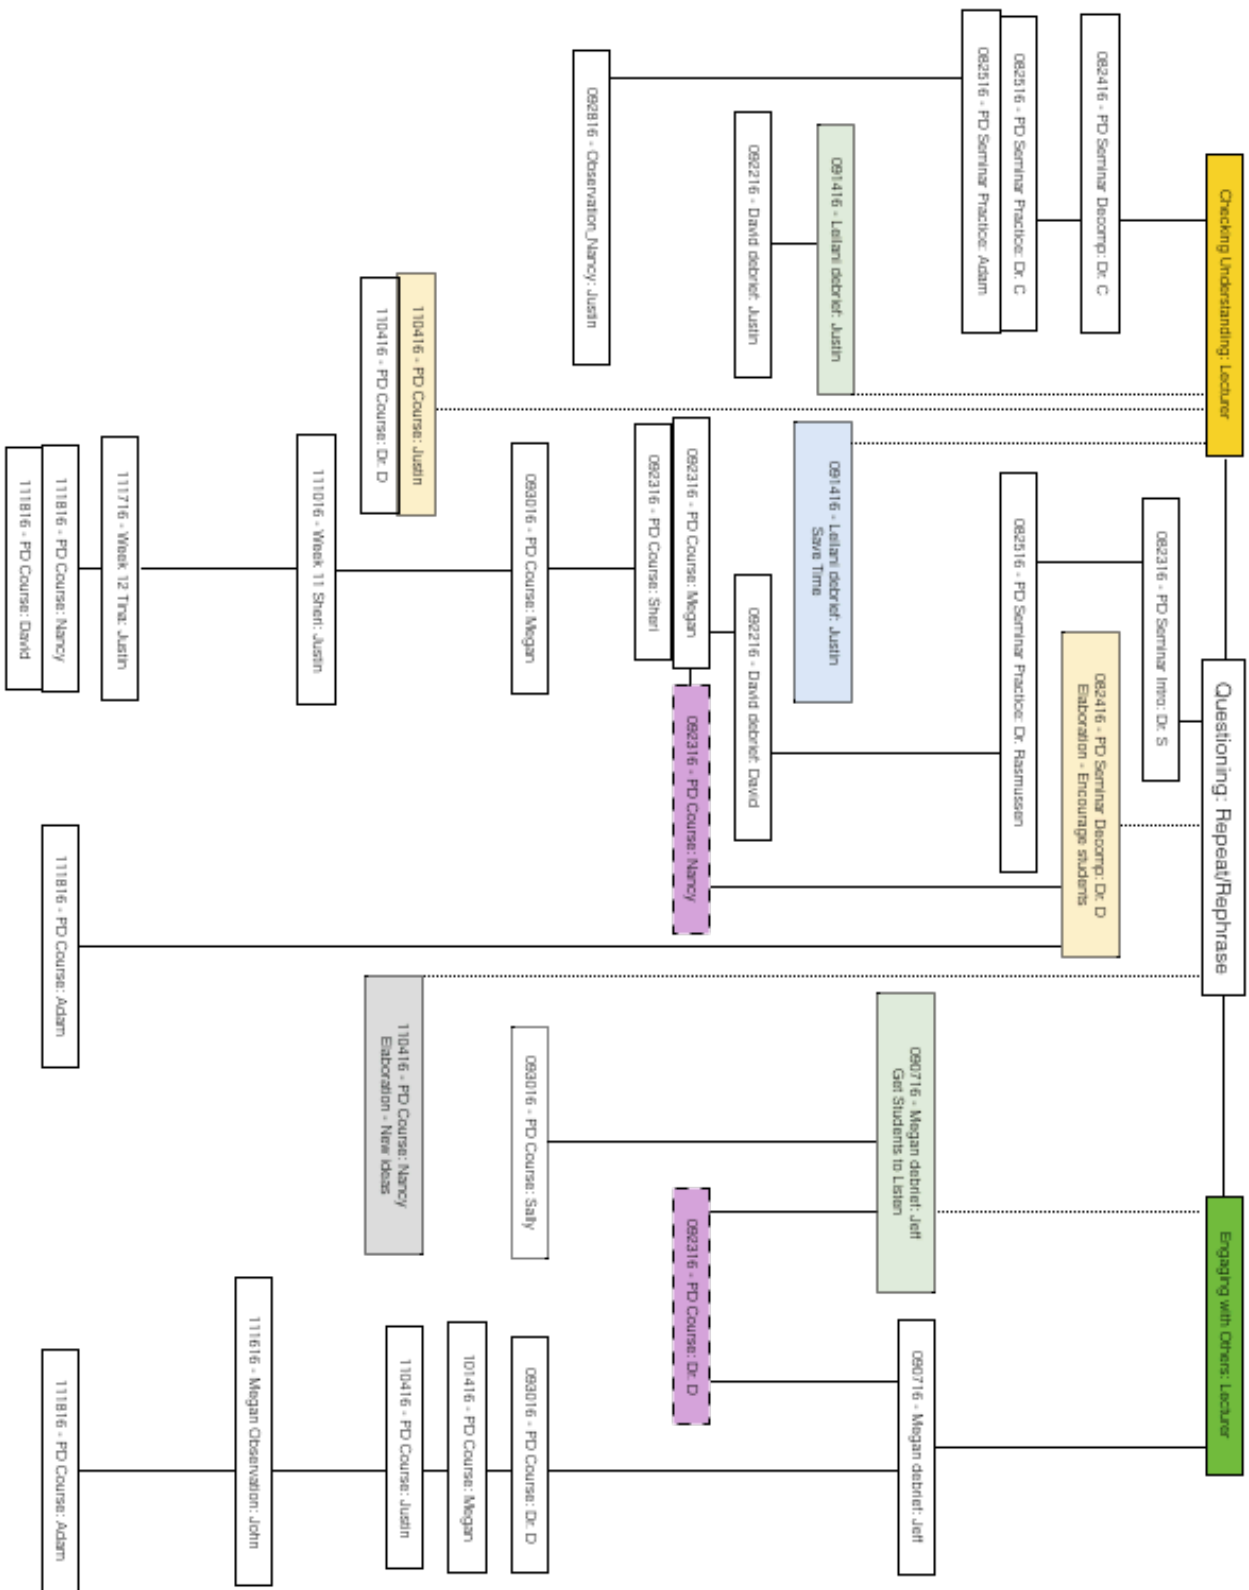 Checking Understanding: Lecturer
Questioning: Repeat/Rephrase
Engaging with Others: Lecturer
082316 - PD Seminar Intro: Dr. S
082416 - PD Seminar Decomp: Dr. C
082416 - PD Seminar Decomp: Dr. D
Elaboration - Encourage students
082516 - PD Seminar Practice: Dr. C
082516 - PD Seminar Practice: Adam
082516 - PD Seminar Practice: Dr. Rasmussen
090716 - Megan debrief: Jeff
Get Students to Listen
090716 - Megan debrief: Jeff
091416 - Leilani debrief: Justin
091416 - Leilani debrief: Justin
Save Time
092216 - David debrief: Justin
092216 - David debrief: David
092316 - PD Course: Megan
092316 - PD Course: Sheri
092316 - PD Course: Nancy
092316 - PD Course: Dr. D
092816 - Observation_Nancy: Justin
093016 - PD Course: Megan
093016 - PD Course: Sally
093016 - PD Course: Dr. D
101416 - PD Course: Megan
110416 - PD Course: Justin
110416 - PD Course: Dr. D
110416 - PD Course: Nancy
Elaboration - New ideas
110416 - PD Course: Justin
111016 - Week 11 Sheri: Justin
111616 - Megan Observation: John
111716 - Week 12 Tina: Justin
111816 - PD Course: Nancy
111816 - PD Course: David
111816 - PD Course: Adam
111816 - PD Course: Adam